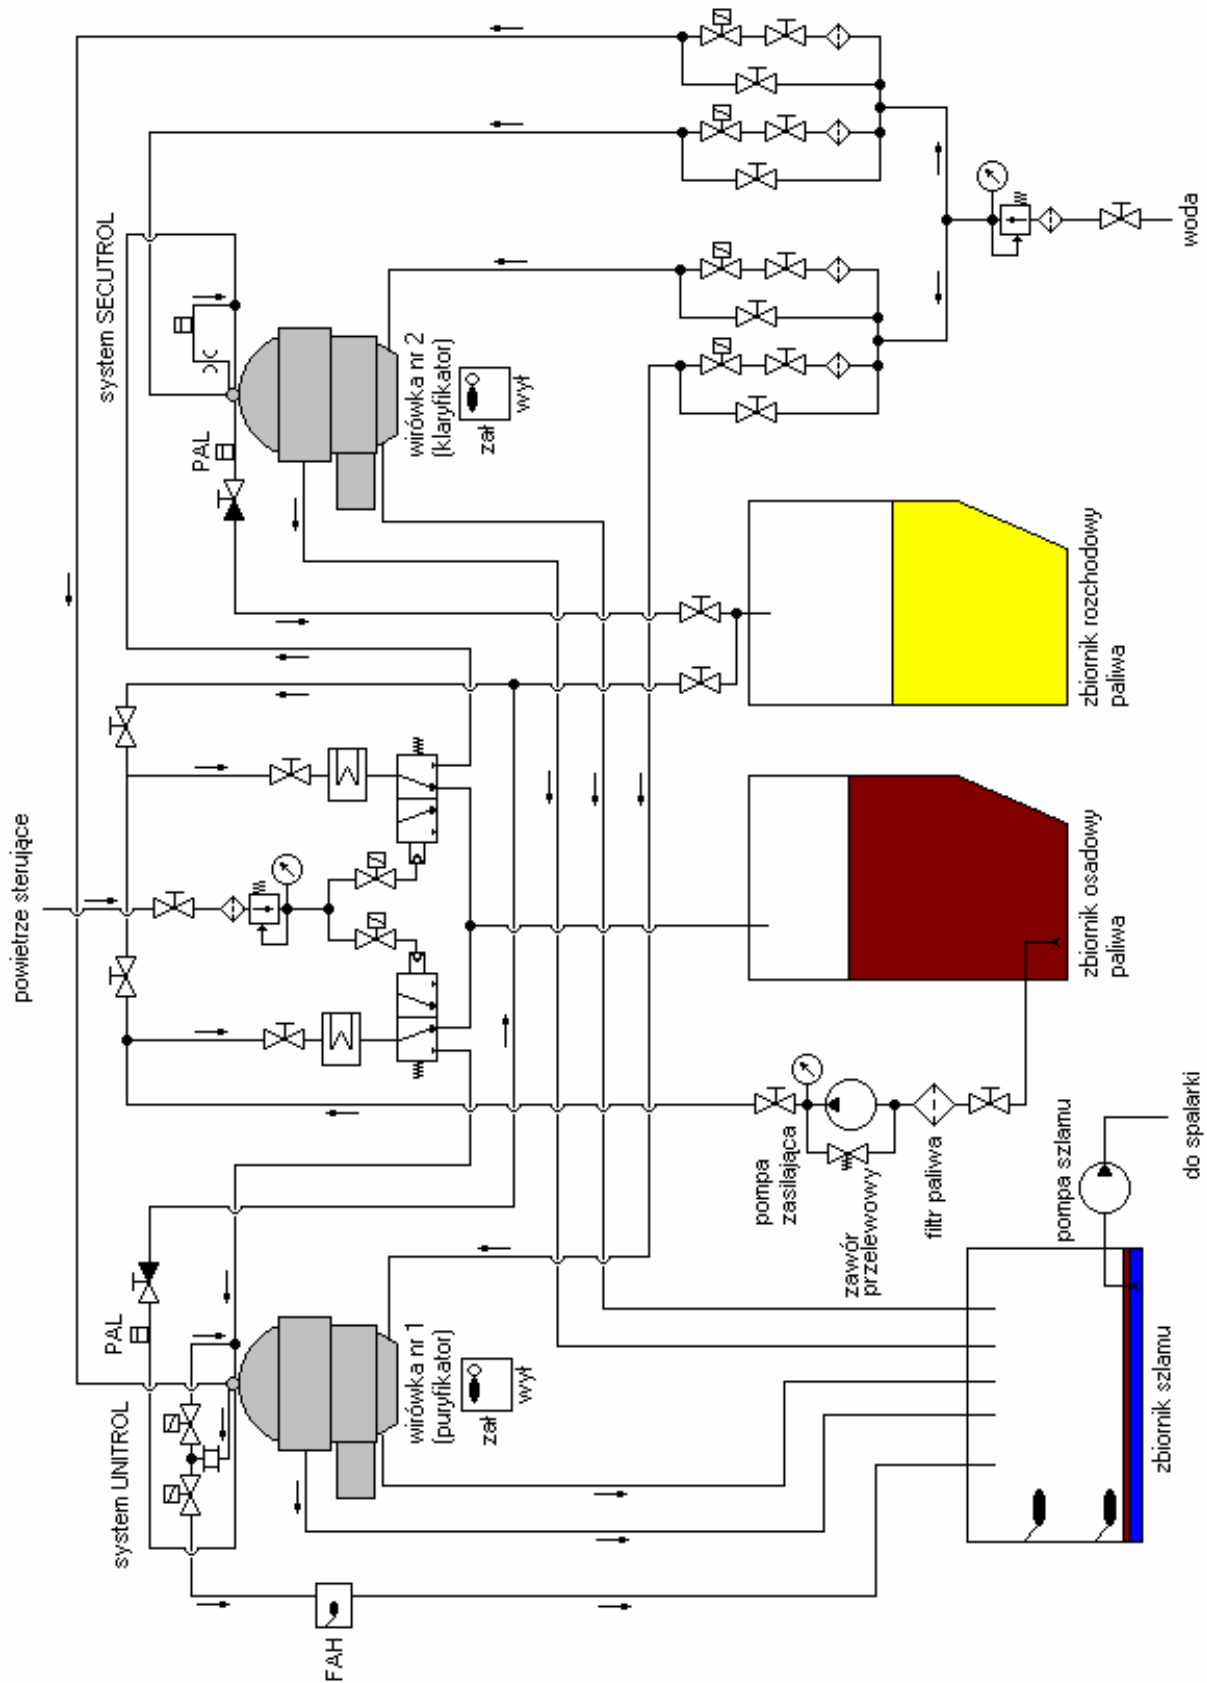 system UNITROL
PAL
FAH
wirówka nr 1
(puryfikator)
zał
wył
zbiornik szlamu
pompa szlamu
do spalarki
pompa
zasilająca
zawór
przelewowy
filtr paliwa
powietrze sterujące
zbiornik osadowy
paliwa
zbiornik rozchodowy
paliwa
system SECUTROL
PAL
wirówka nr 2
(klaryfikator)
zał
wył
woda